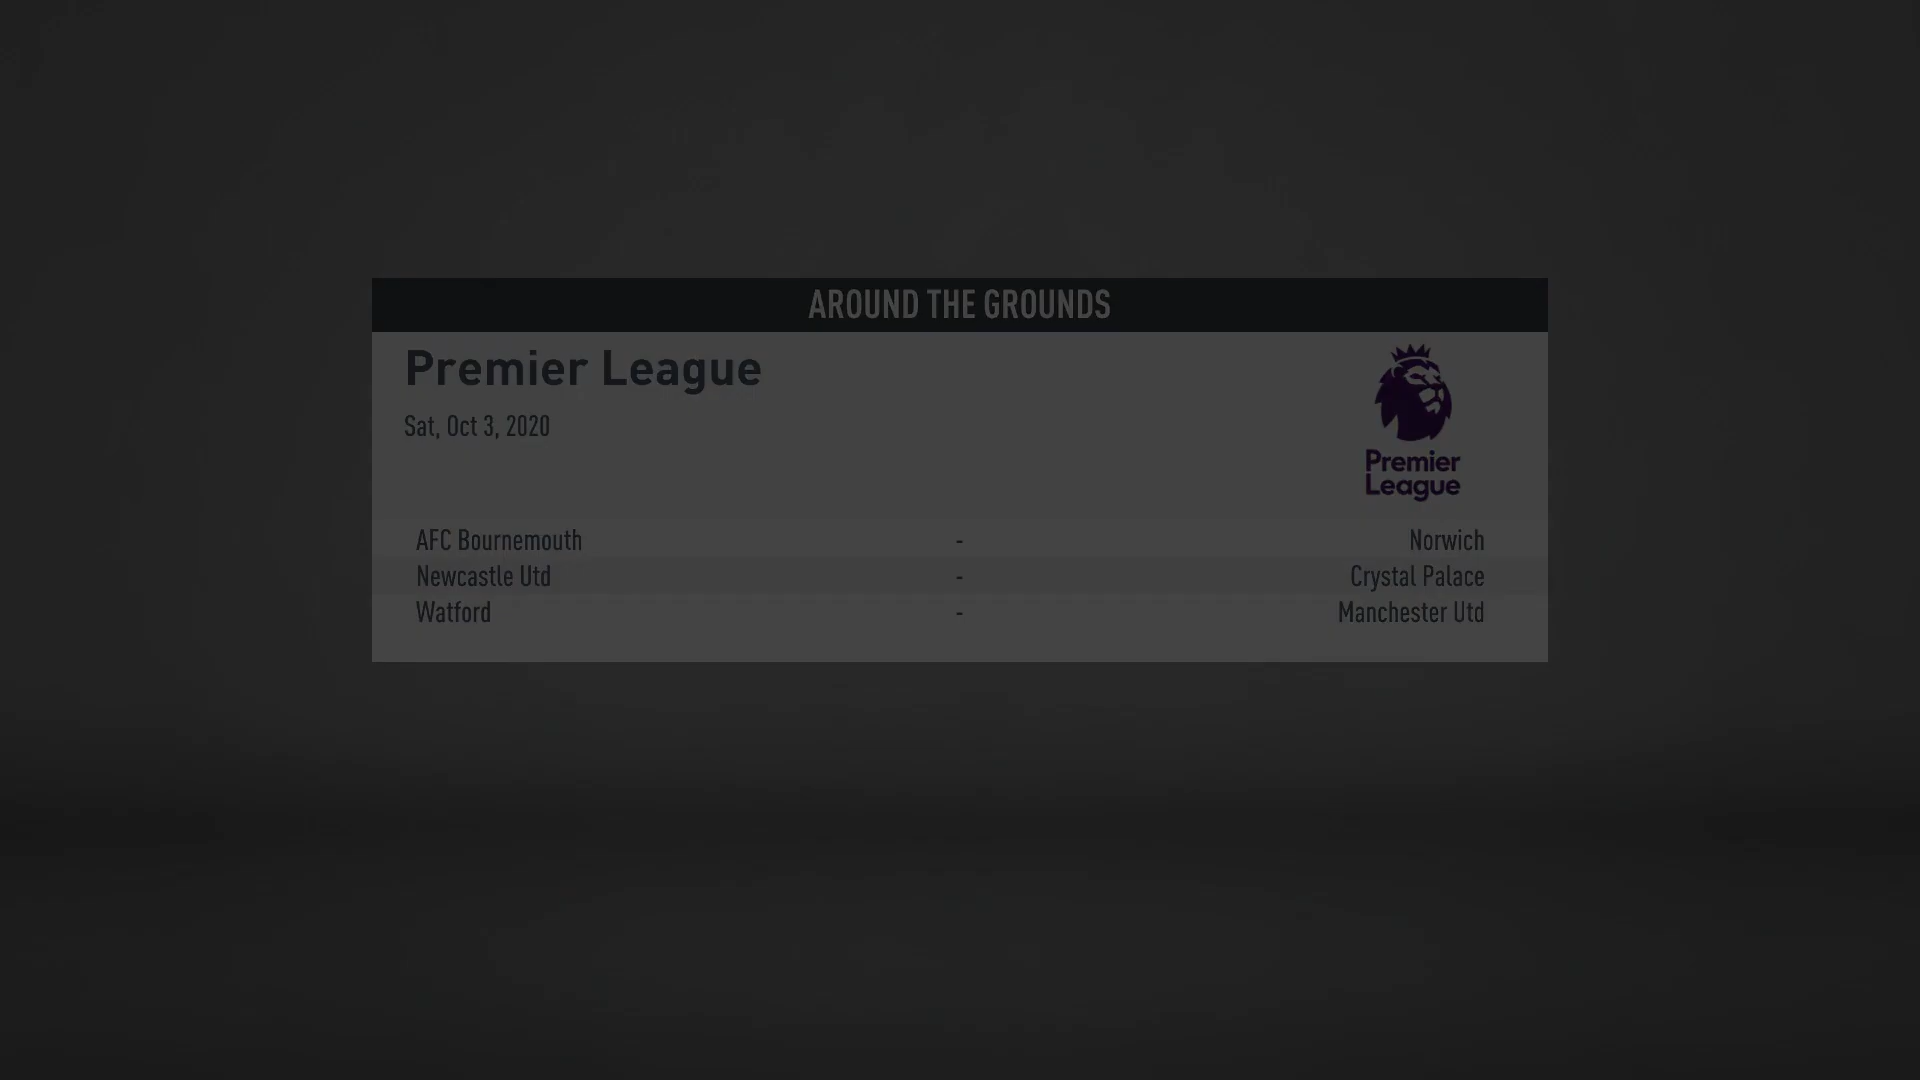 AROUND THE GROUNDS
Premier League
Sat, Oct 3, 2020
Premier
League
AFC Bournemouth - Norwich
Newcastle Utd - Crystal Palace
Watford - Manchester Utd